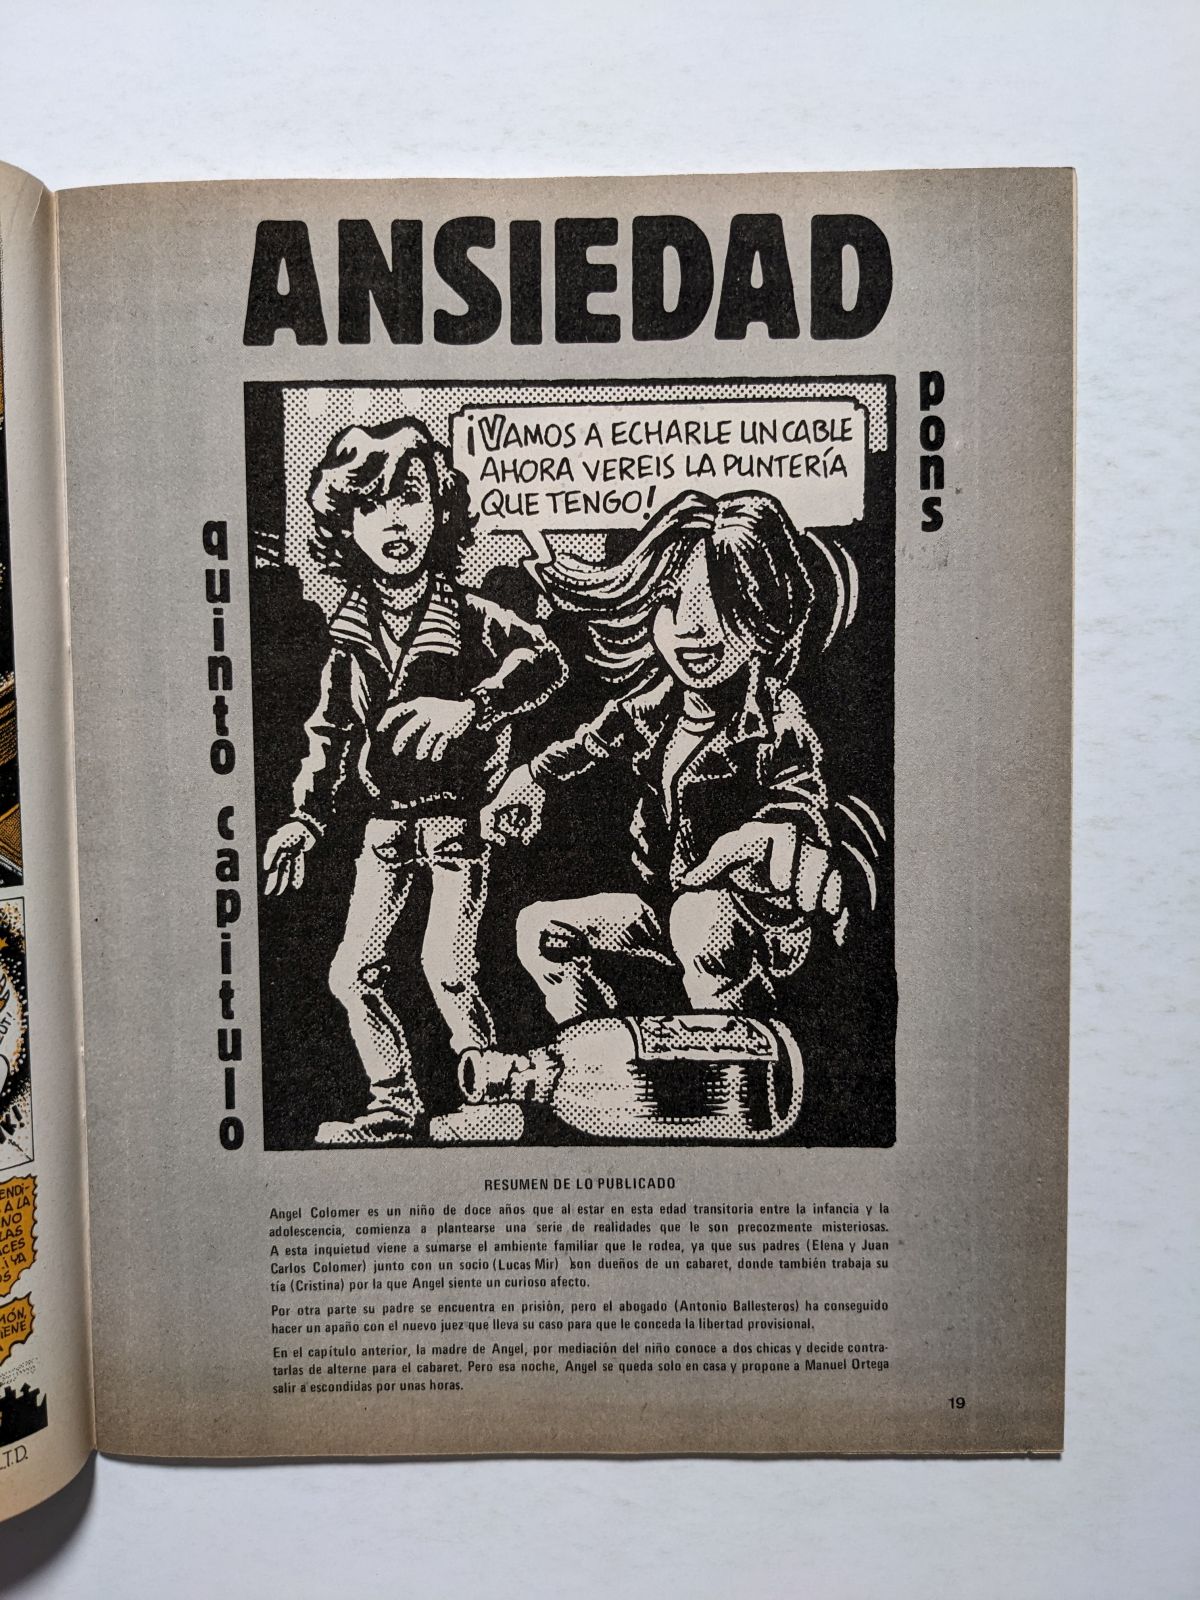 ANSIEDAD
pons
quinto capitulo
¡VAMOS A ECHARLE UN CABLE
AHORA VEREIS LA PUNTERÍA
QUE TENGO!
RESUMEN DE LO PUBLICADO
Angel Colomer es un niño de doce años que al estar en esta edad transitoria entre la infancia y la
adolescencia, comienza a plantearse una serie de realidades que le son precozmente misteriosas.
A esta inquietud viene a sumarse el ambiente familiar que le rodea, ya que sus padres (Elena y Juan
Carlos Colomer) junto con un socio (Lucas Mir) son dueños de un cabaret, donde también trabaja su
tía (Cristina) por la que Angel siente un curioso afecto.
Por otra parte su padre se encuentra en prisión, pero el abogado (Antonio Ballesteros) ha conseguido
hacer un apaño con el nuevo juez que lleva su caso para que le conceda la libertad provisional.
En el capítulo anterior, la madre de Angel, por mediación del niño conoce a dos chicas y decide contra-
tarlas de alterne para el cabaret. Pero esa noche, Angel se queda solo en casa y propone a Manuel Ortega
salir a escondidas por unas horas.
19